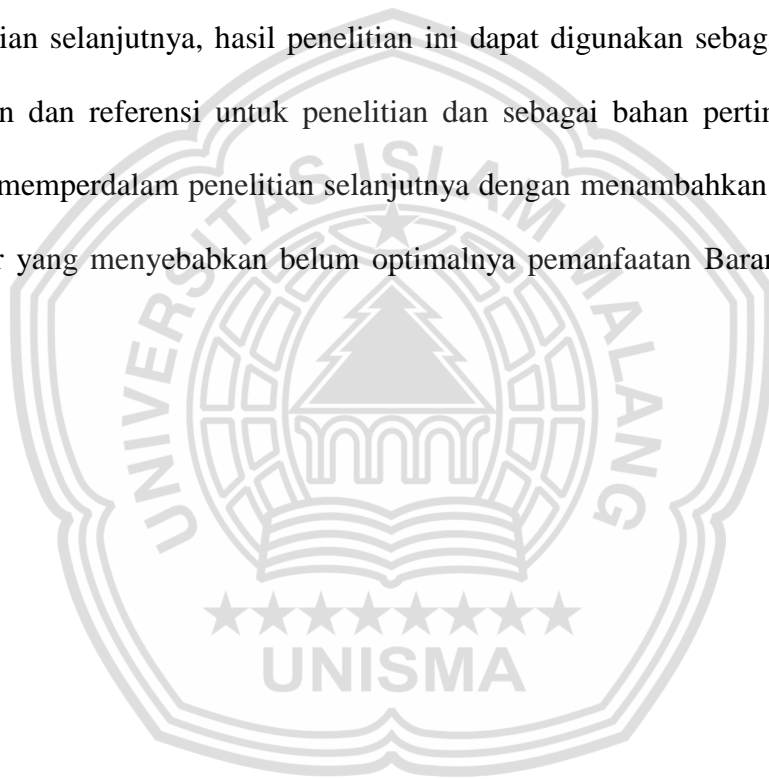 ian selanjutnya, hasil penelitian ini dapat digunakan sebag
n dan referensi untuk penelitian dan sebagai bahan pertin
memperdalam penelitian selanjutnya dengan menambahkan
r yang menyebabkan belum optimalnya pemanfaatan Baran
UNIVERSITAS ISLAM MALANG
UNISMA